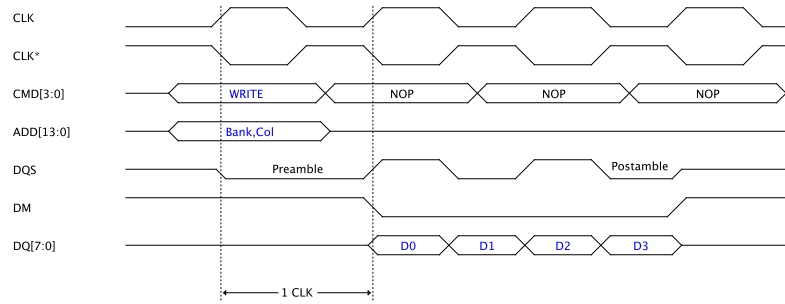 CLK
CLK*
CMD[3:0] WRITE NOP NOP NOP
ADD[13:0] Bank,Col
DQS Preamble Postamble
DM
DQ[7:0] D0 D1 D2 D3
1 CLK